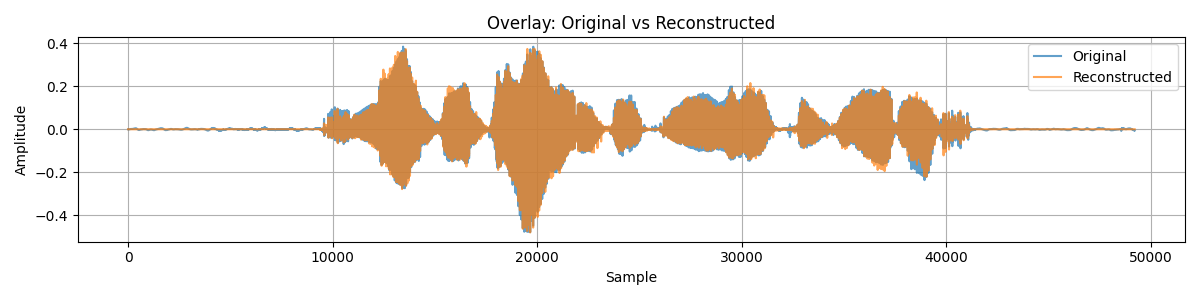 Overlay: Original vs Reconstructed
Original
Reconstructed
Amplitude
0.4
0.2
0.0
−0.2
−0.4
0
10000
20000
30000
40000
50000
Sample